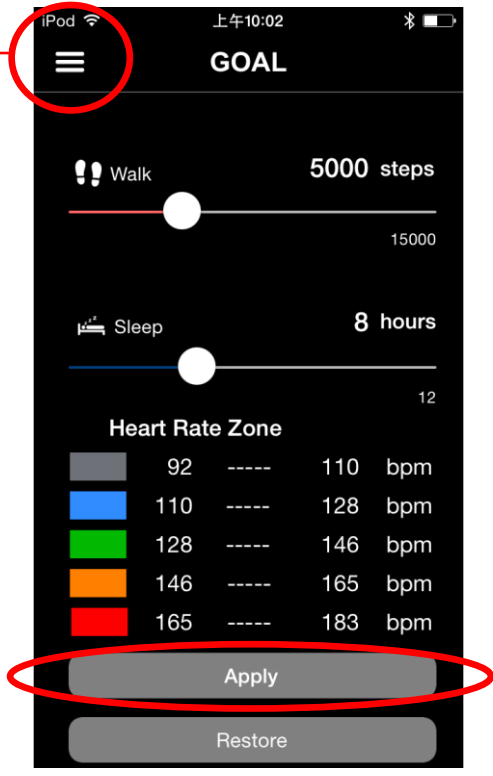 iPod 上午10:02
GOAL
Walk 5000 steps
15000
Sleep 8 hours
12
Heart Rate Zone
92 ----- 110 bpm
110 ----- 128 bpm
128 ----- 146 bpm
146 ----- 165 bpm
165 ----- 183 bpm
Apply
Restore